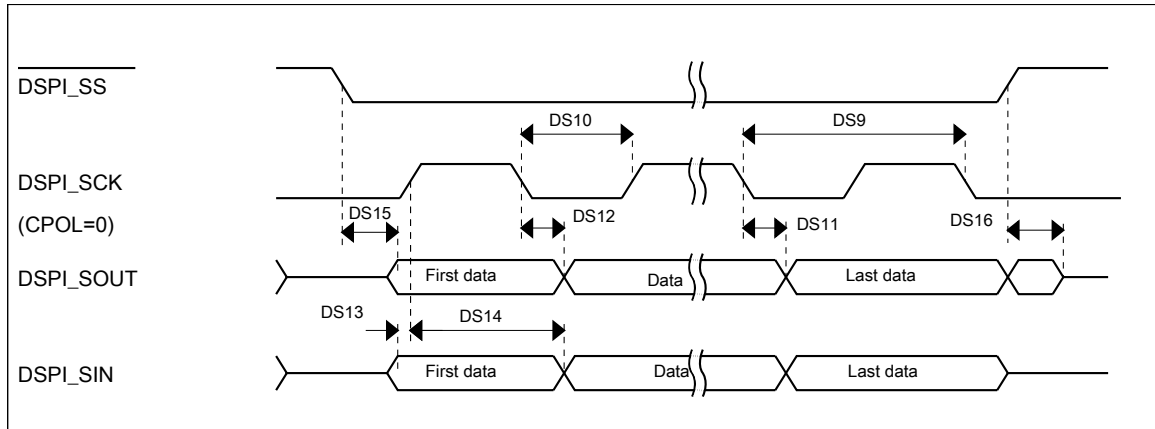 DSPI_SS
DS10
DS9
DSPI_SCK
(CPOL=0)
DS15
DS12
DS11
DS16
DSPI_SOUT
First data
Data
Last data
DS13
DS14
DSPI_SIN
First data
Data
Last data